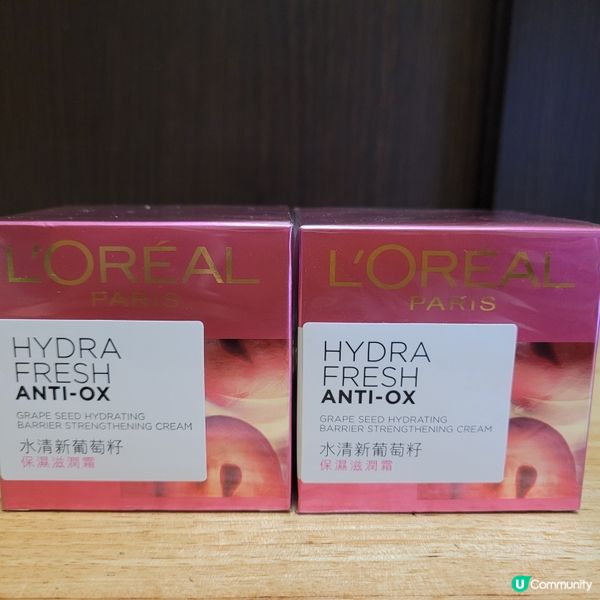 L'ORÉAL
PARIS
HYDRA
FRESH
ANTI-OX
GRAPE SEED HYDRATING
BARRIER STRENGTHENING CREAM
水清新葡萄籽
保濕滋潤霜
L'ORÉAL
PARIS
HYDRA
FRESH
ANTI-OX
GRAPE SEED HYDRATING
BARRIER STRENGTHENING CREAM
水清新葡萄籽
保濕滋潤霜
U Community